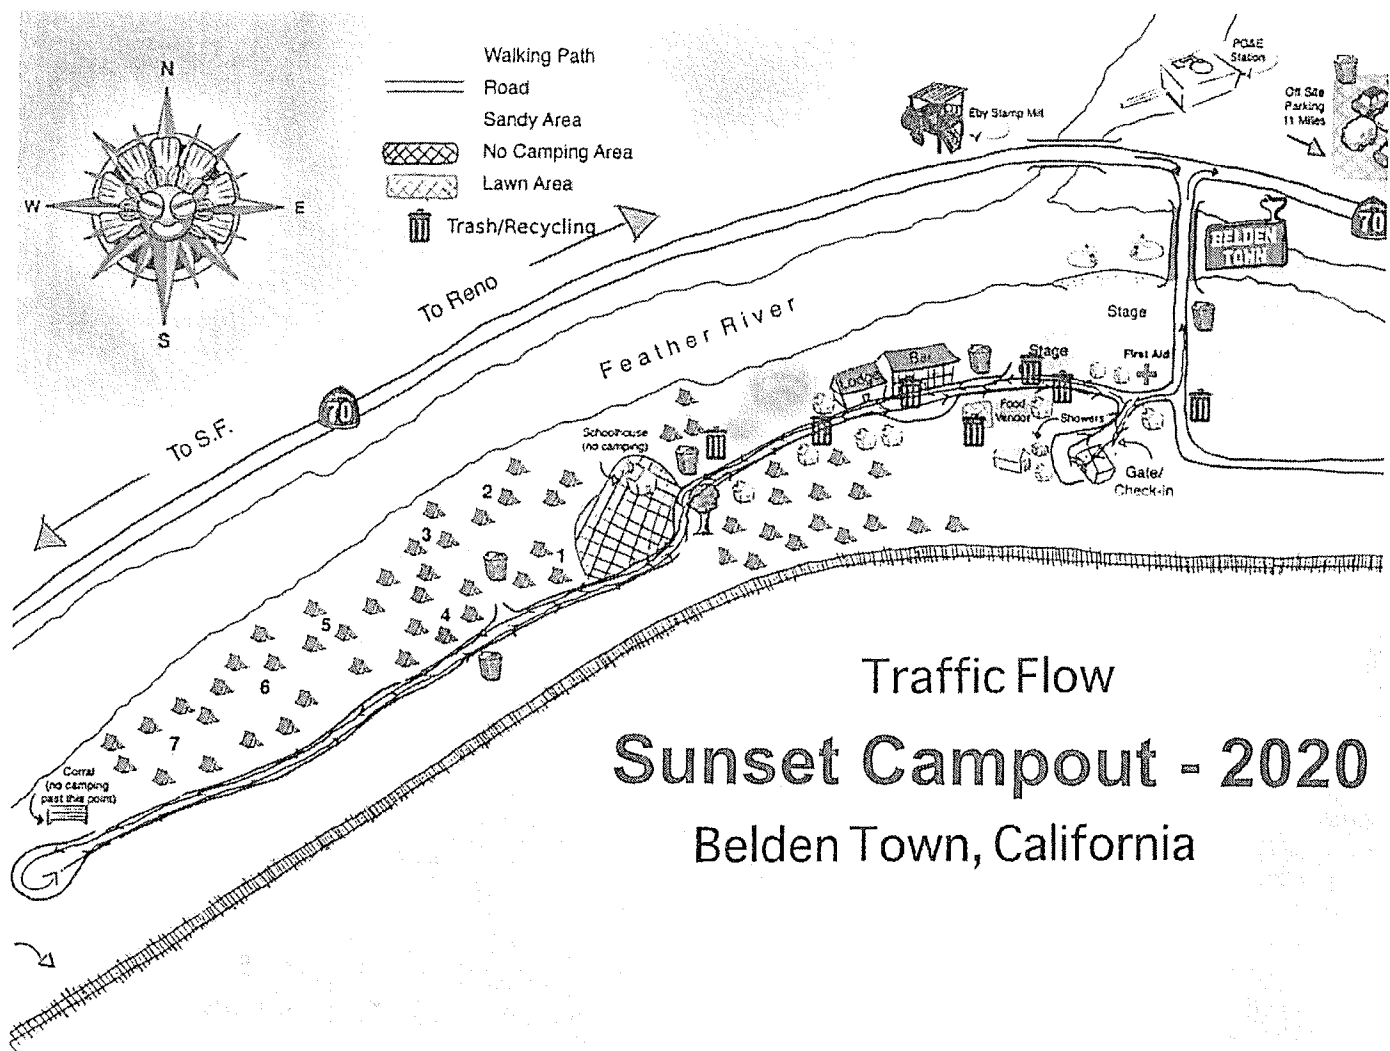 N
W
E
S
Walking Path
Road
Sandy Area
No Camping Area
Lawn Area
Trash/Recycling
PG&E
Station
Off Site
Parking
11 Miles
Eby Stamp Mill
70
BELDEN
TOWN
To Reno
Feather River
Stage
Stage
First Aid
Bar
Lodge
Food
Vendor
Showers
Gate/
Check-in
70
To S.F.
Schoolhouse
(no camping)
2
3
1
4
5
6
7
Corral
(no camping
past this point)
Traffic Flow
Sunset Campout - 2020
Belden Town, California